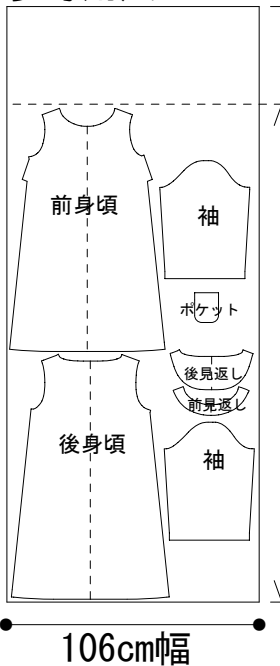 前身頃
袖
ポケット
後見返し
前見返し
後身頃
袖
106cm幅